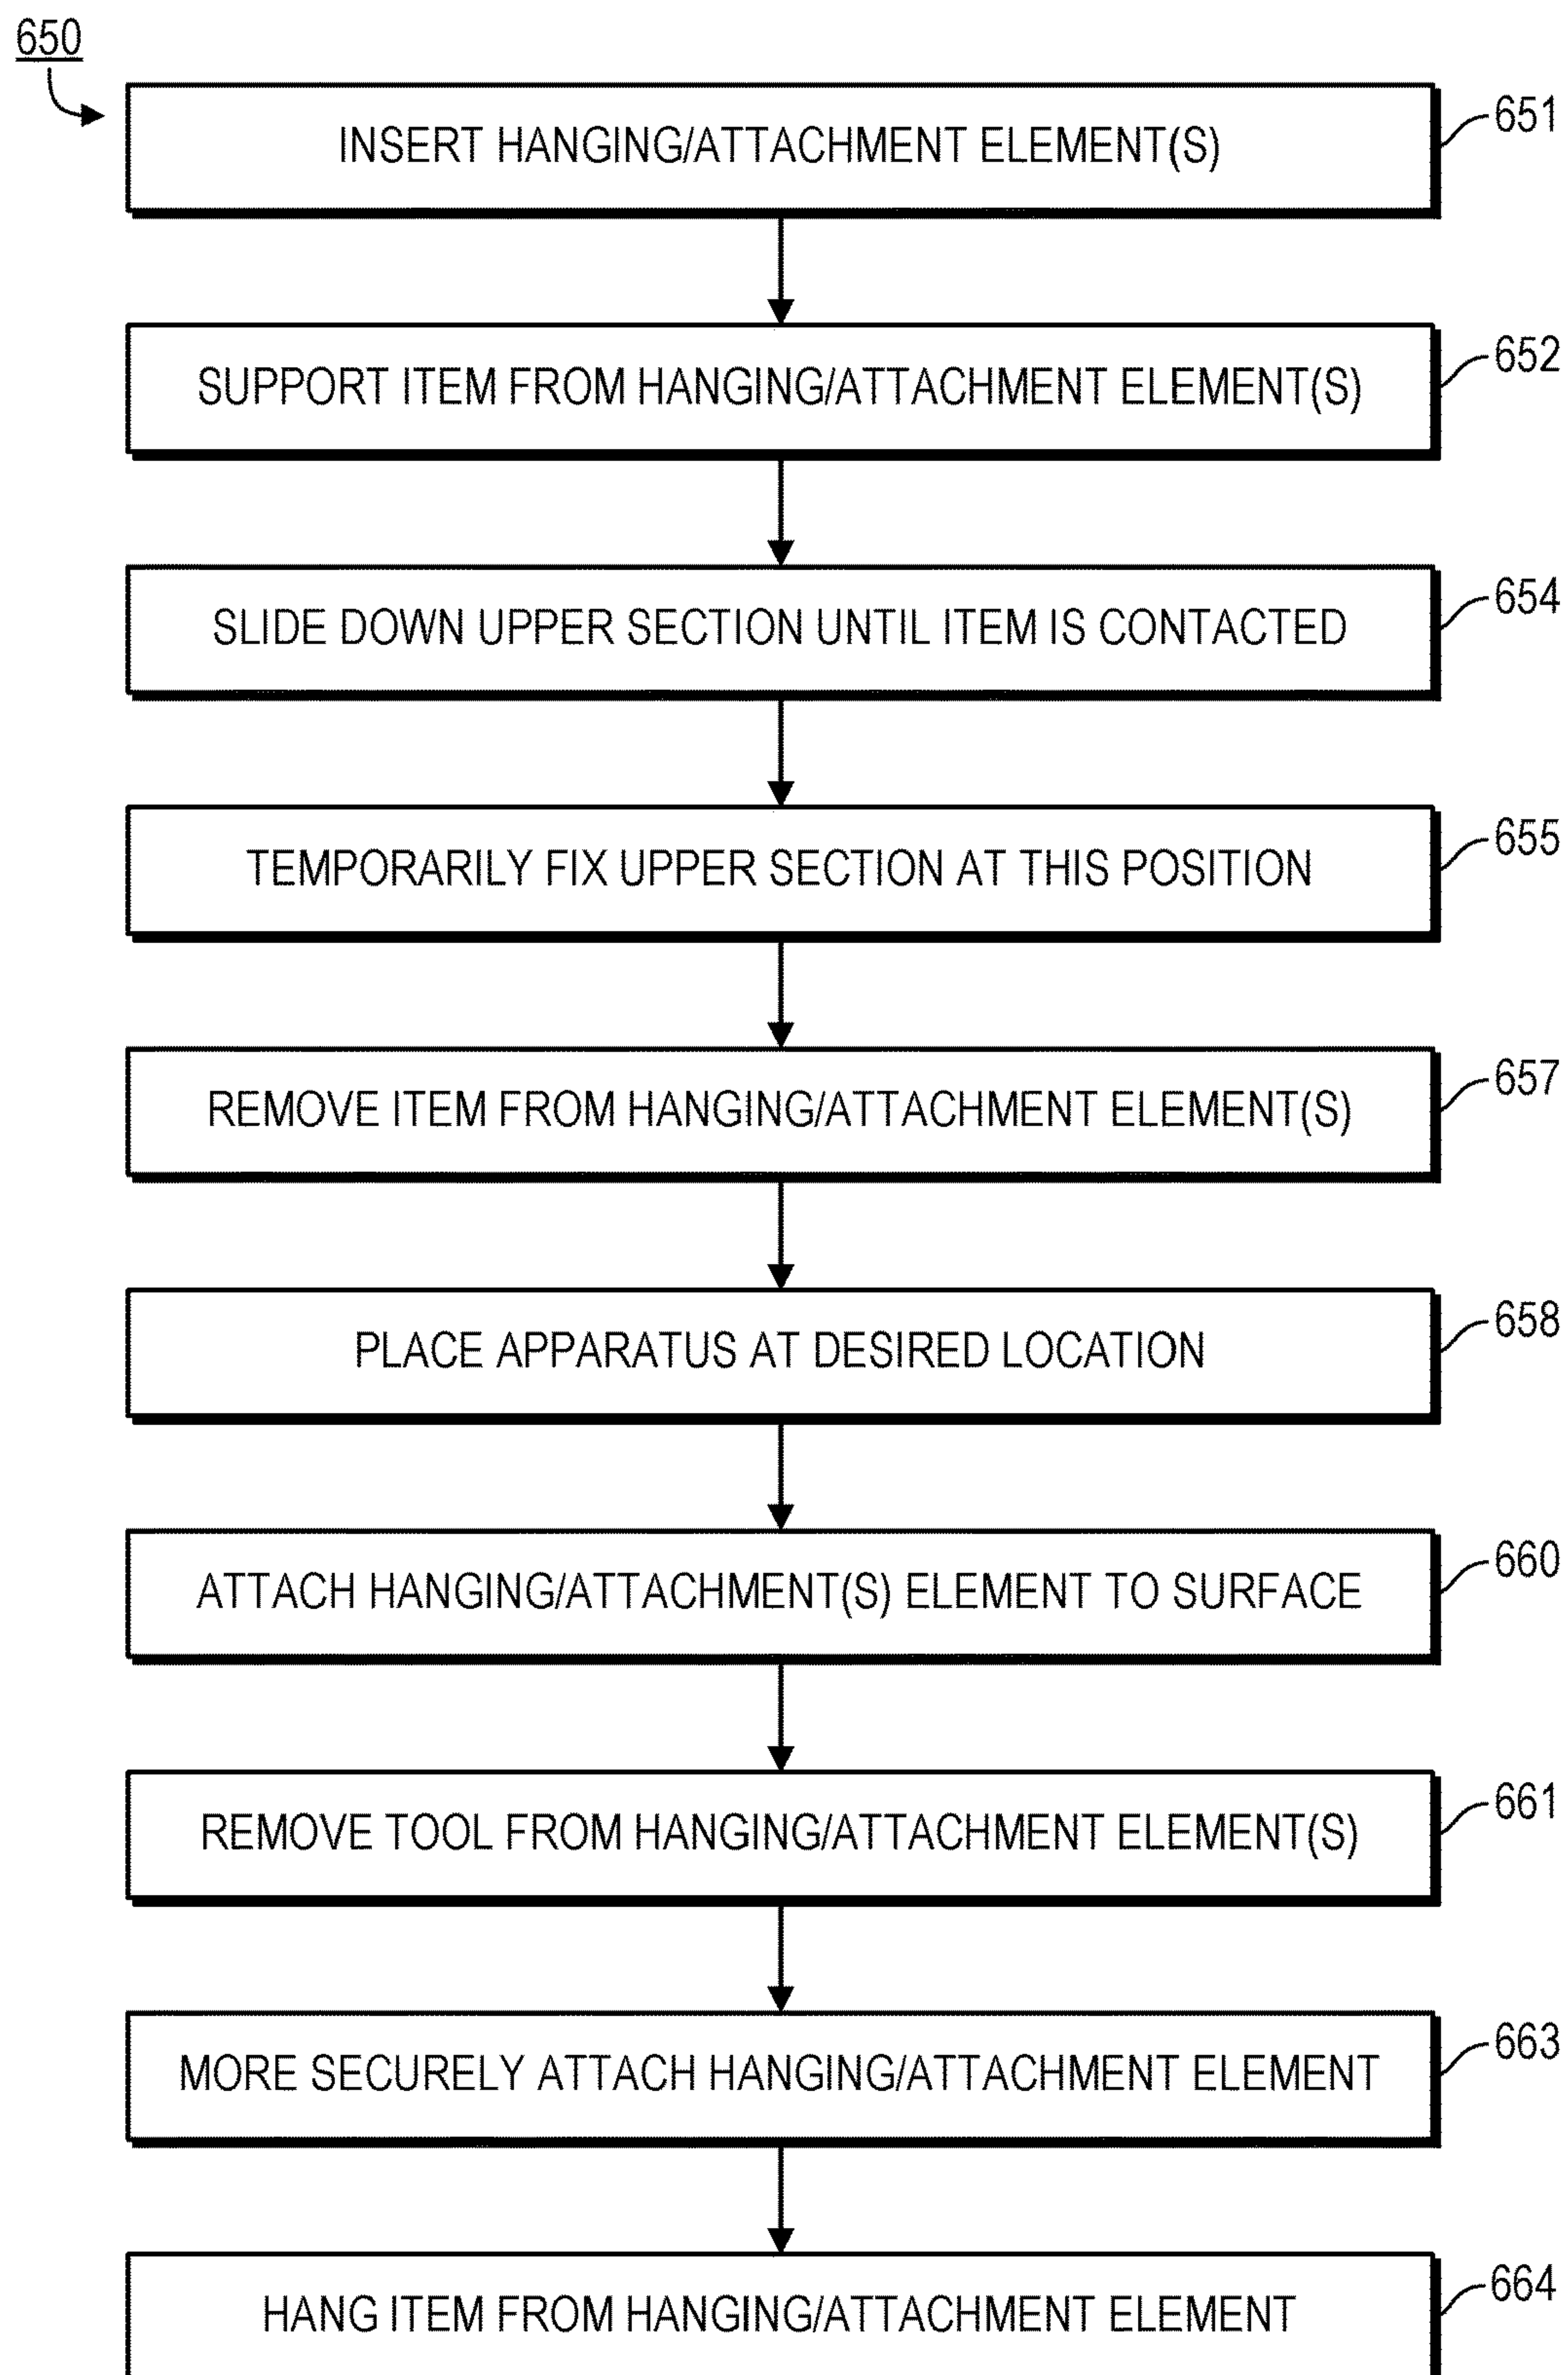 650
INSERT HANGING/ATTACHMENT ELEMENT(S)
651
SUPPORT ITEM FROM HANGING/ATTACHMENT ELEMENT(S)
652
SLIDE DOWN UPPER SECTION UNTIL ITEM IS CONTACTED
654
TEMPORARILY FIX UPPER SECTION AT THIS POSITION
655
REMOVE ITEM FROM HANGING/ATTACHMENT ELEMENT(S)
657
PLACE APPARATUS AT DESIRED LOCATION
658
ATTACH HANGING/ATTACHMENT(S) ELEMENT TO SURFACE
660
REMOVE TOOL FROM HANGING/ATTACHMENT ELEMENT(S)
661
MORE SECURELY ATTACH HANGING/ATTACHMENT ELEMENT
663
HANG ITEM FROM HANGING/ATTACHMENT ELEMENT
664